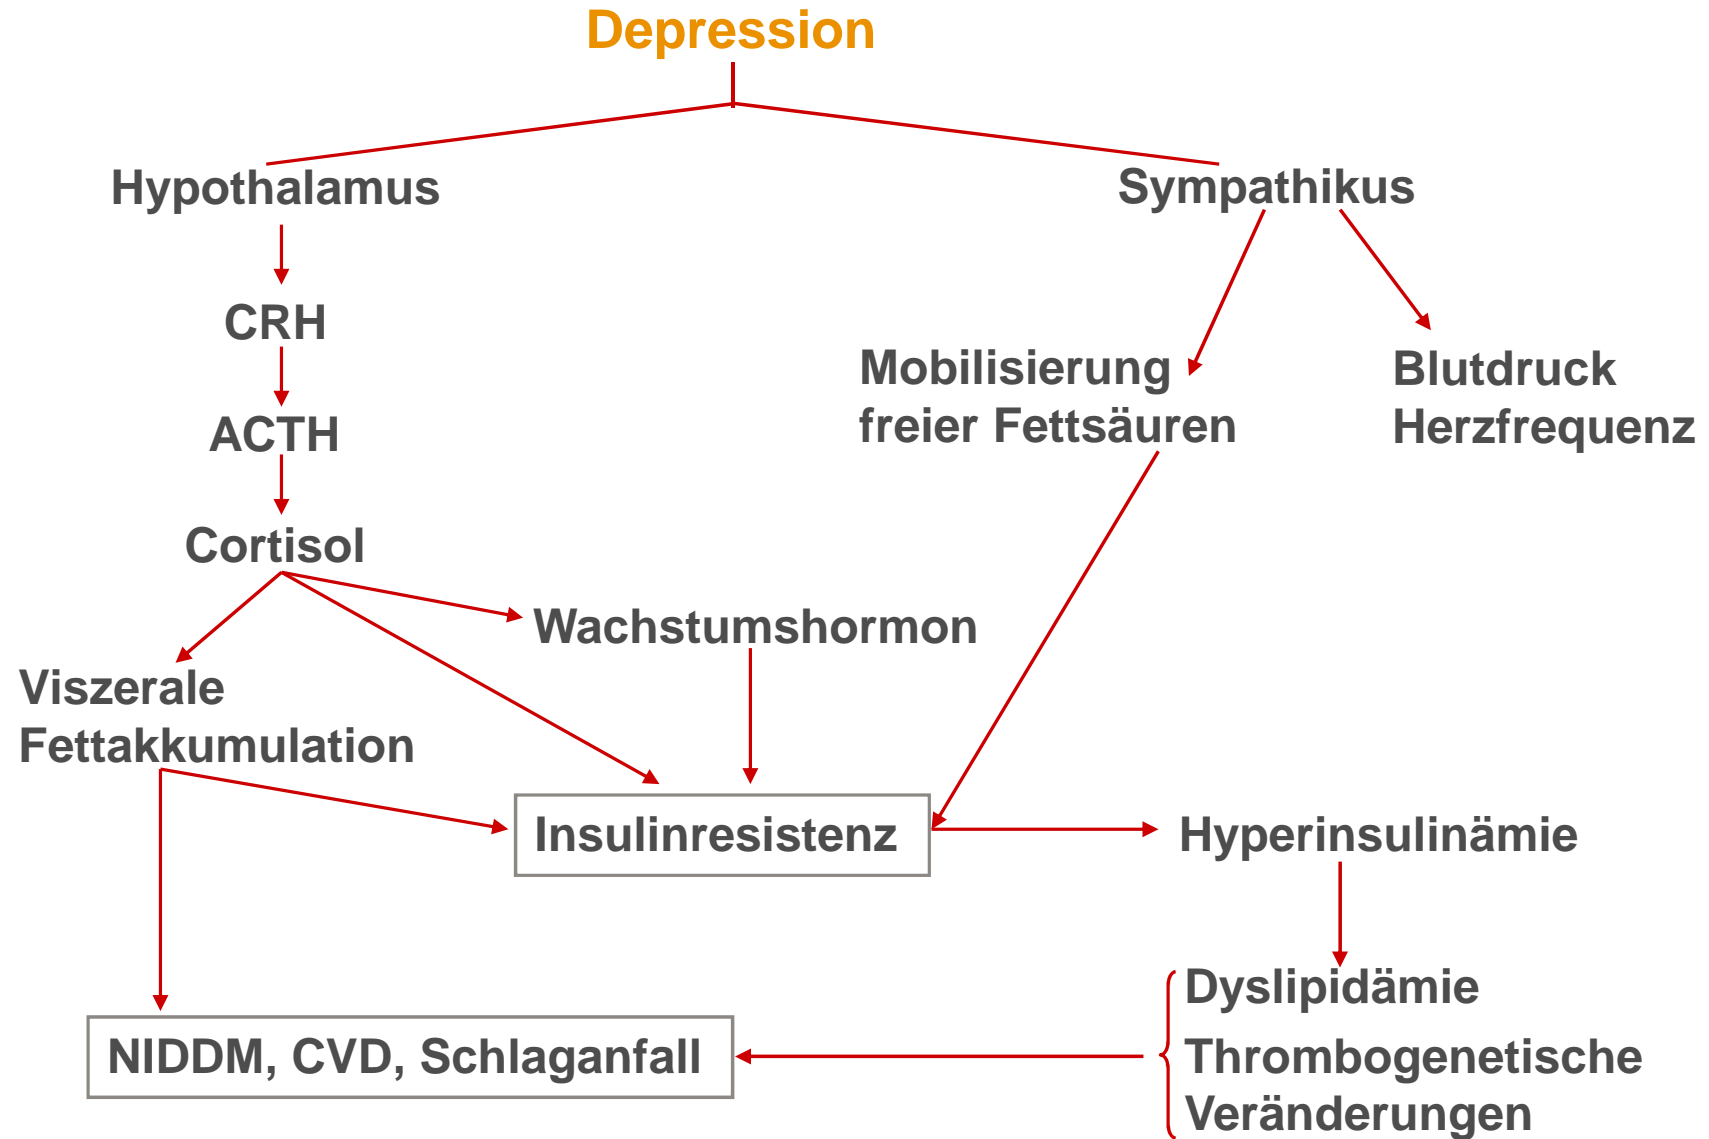 Depression
Hypothalamus
Sympathikus
CRH
Mobilisierung
freier Fettsäuren
Blutdruck
Herzfrequenz
ACTH
Cortisol
Wachstumshormon
Viszerale
Fettakkumulation
Insulinresistenz
Hyperinsulinämie
Dyslipidämie
NIDDM, CVD, Schlaganfall
Thrombogenetische
Veränderungen